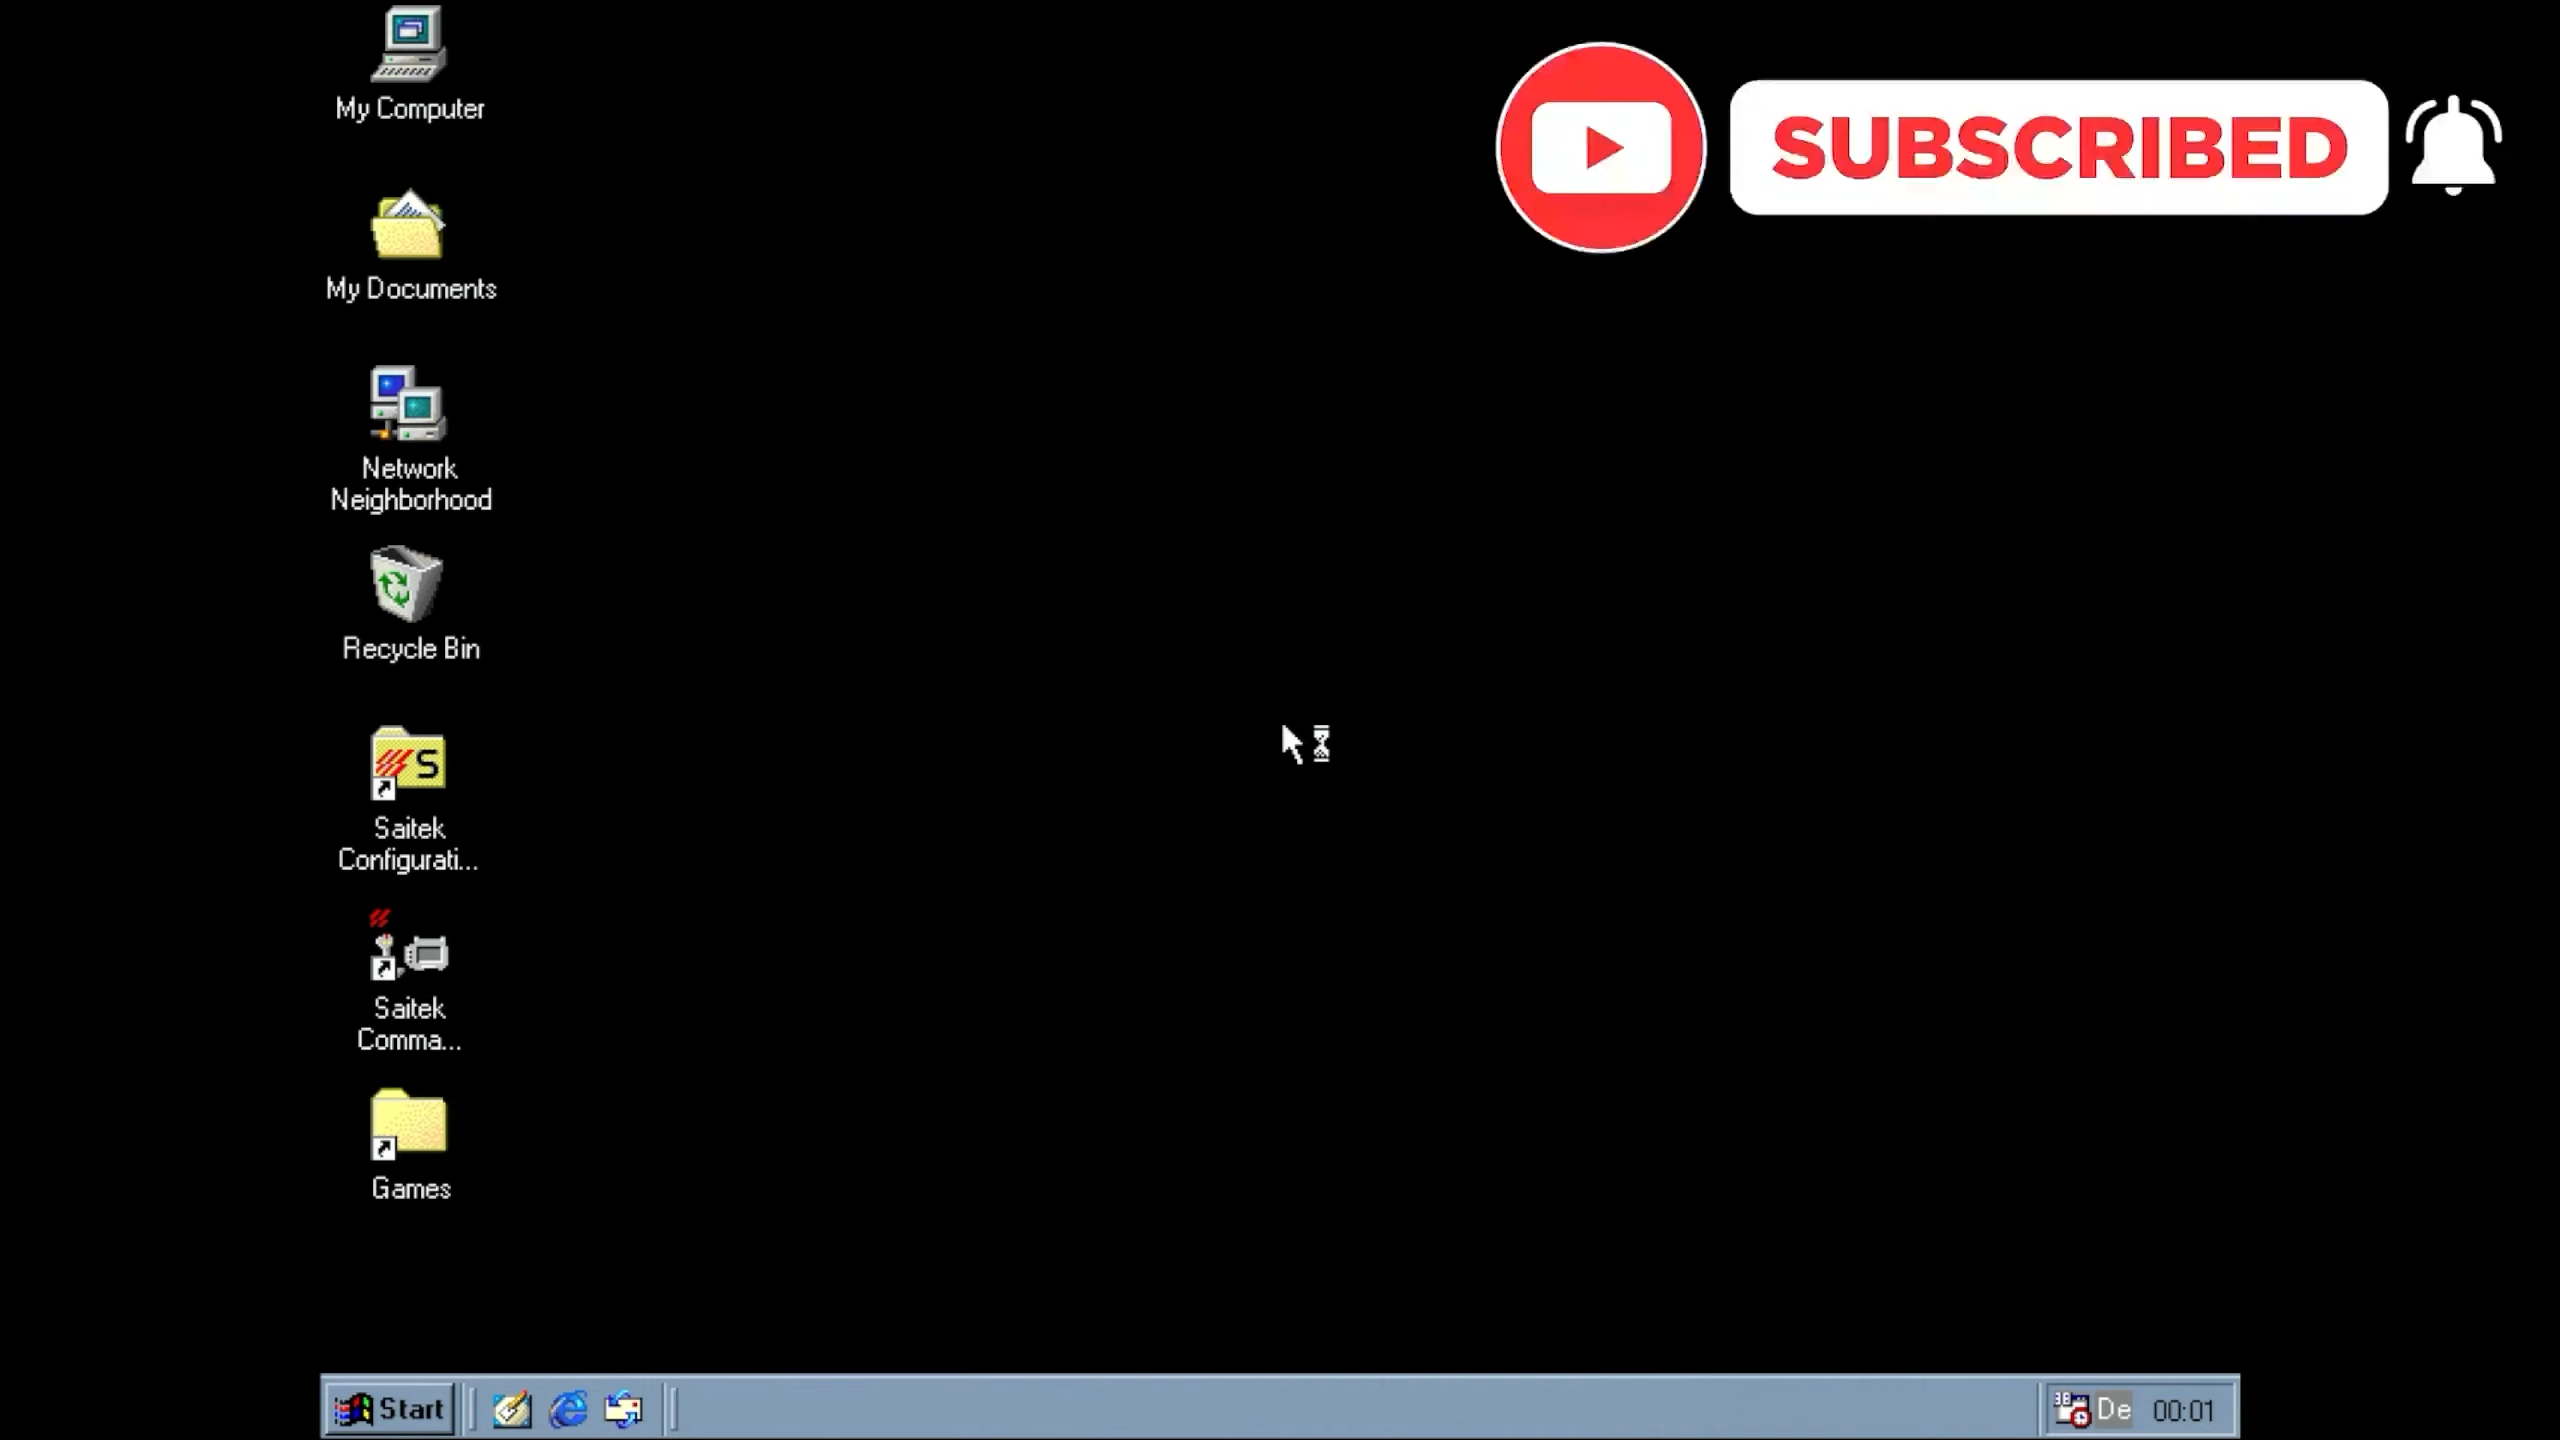 My Computer
SUBSCRIBED
My Documents
Network
Neighborhood
Recycle Bin
S
Saitek
Configurati...
Saitek
Comma...
Games
Start
De
00:01